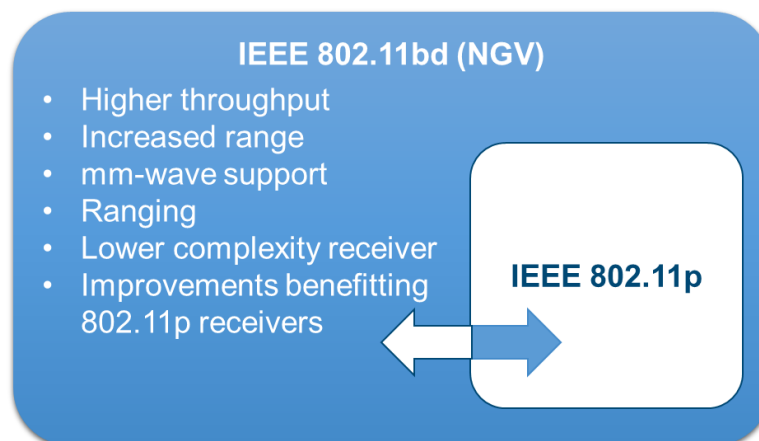 IEEE 802.11bd (NGV)
• Higher throughput
• Increased range
• mm-wave support
• Ranging
• Lower complexity receiver
• Improvements benefitting
802.11p receivers
IEEE 802.11p